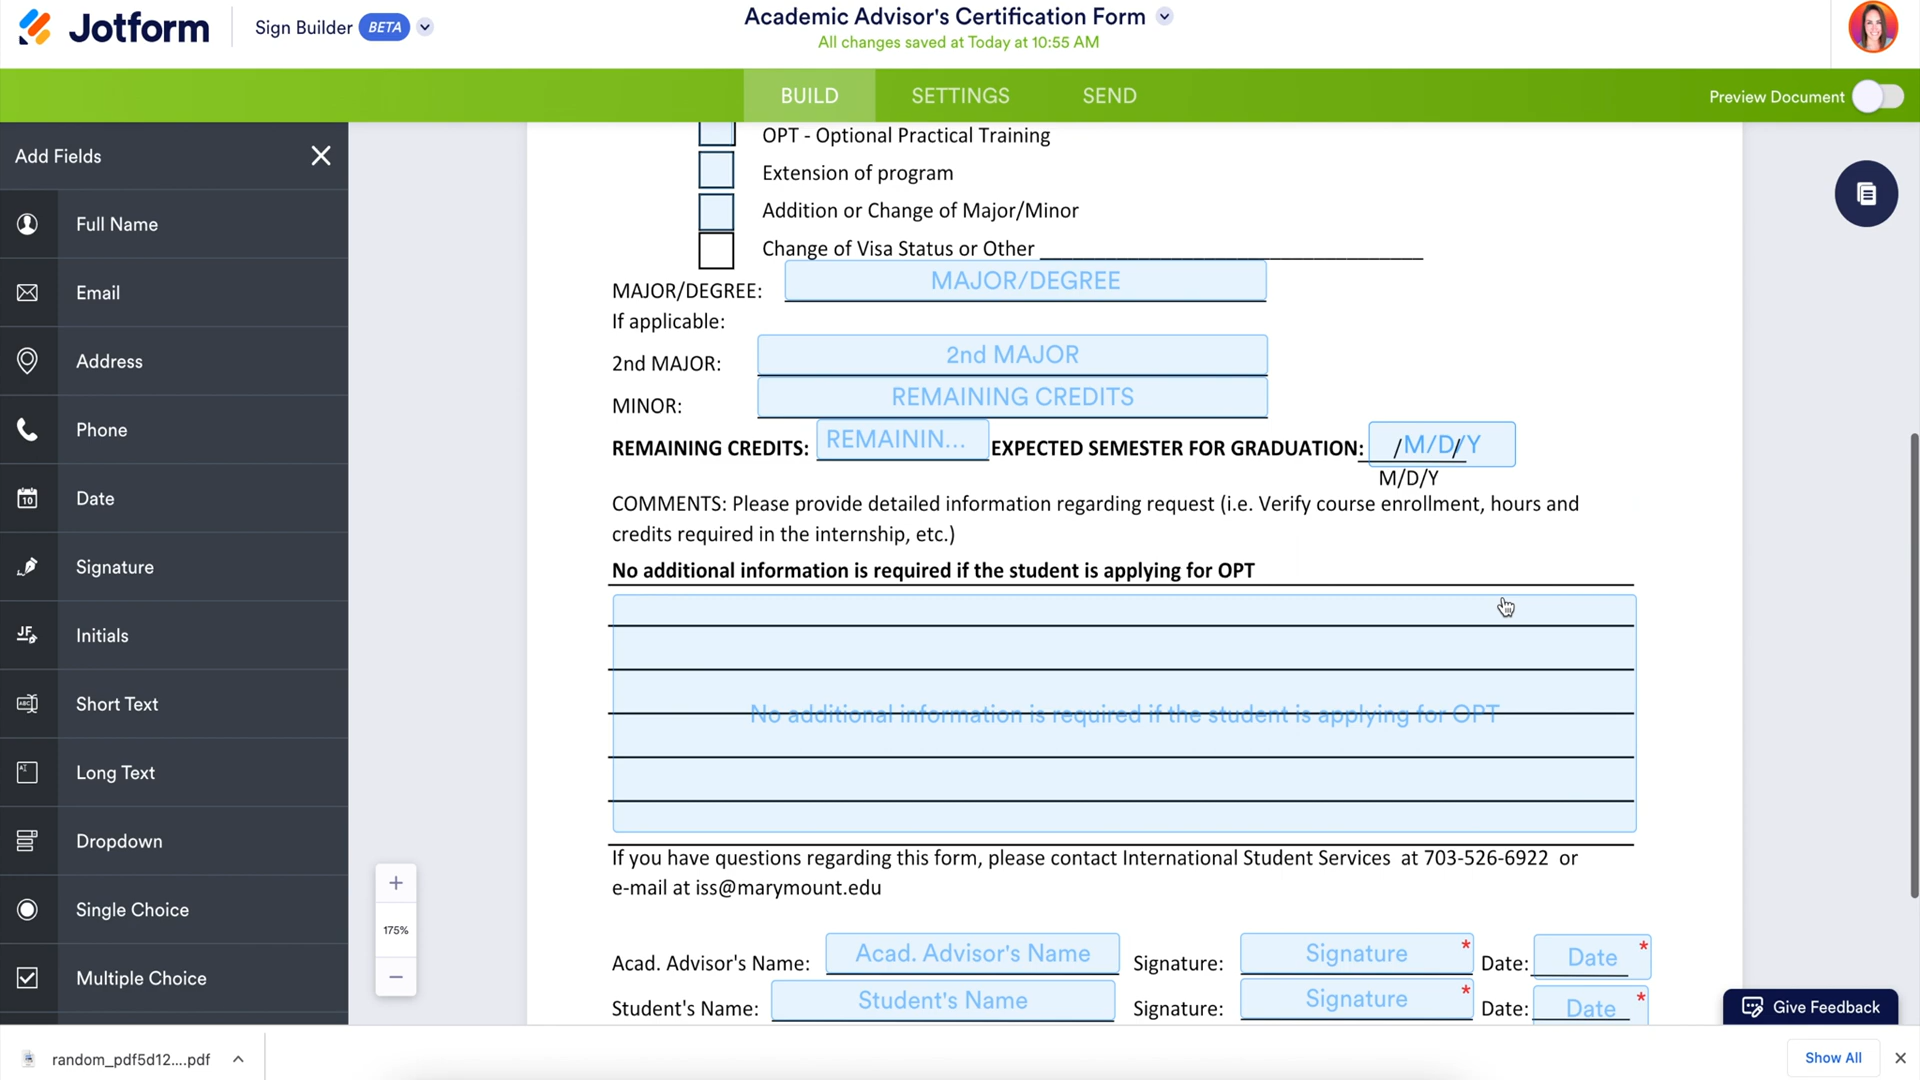 Jotform
Sign Builder BETA
Academic Advisor's Certification Form
All changes saved at Today at 10:55 AM
BUILD SETTINGS SEND
Preview Document
Add Fields
Full Name
Email
Address
Phone
10
Date
Signature
JF
Initials
ABC
Short Text
Long Text
Dropdown
Single Choice
Multiple Choice
OPT - Optional Practical Training
Extension of program
Addition or Change of Major/Minor
Change of Visa Status or Other
MAJOR/DEGREE: MAJOR/DEGREE
If applicable:
2nd MAJOR: 2nd MAJOR
MINOR: REMAINING CREDITS
REMAINING CREDITS: REMAININ... EXPECTED SEMESTER FOR GRADUATION: / M/D/Y /
M/D/Y
COMMENTS: Please provide detailed information regarding request (i.e. Verify course enrollment, hours and
credits required in the internship, etc.)
No additional information is required if the student is applying for OPT
No additional information is required if the student is applying for OPT
If you have questions regarding this form, please contact International Student Services at 703-526-6922 or
e-mail at iss@marymount.edu
Acad. Advisor's Name: Acad. Advisor's Name Signature: Signature * Date: Date *
Student's Name: Student's Name Signature: Signature * Date: Date *
+
175%
−
Give Feedback
random_pdf5d12....pdf
Show All